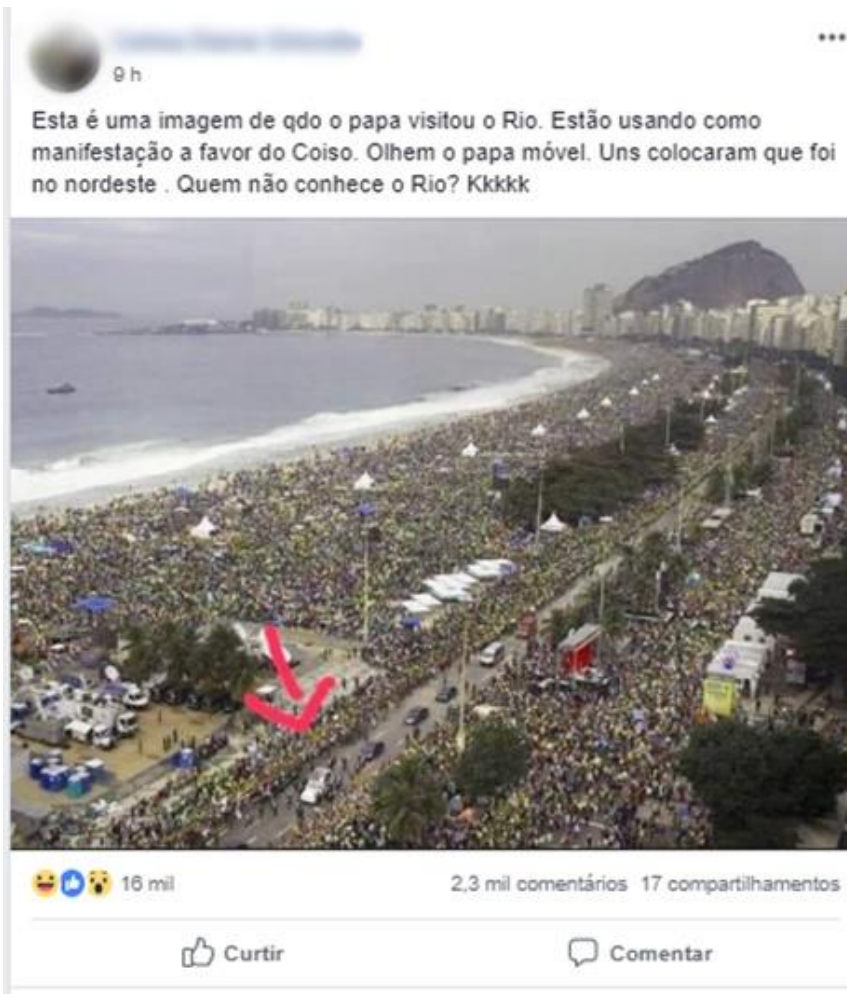 9 h
Esta é uma imagem de qdo o papa visitou o Rio. Estão usando como
manifestação a favor do Coiso. Olhem o papa móvel. Uns colocaram que foi
no nordeste . Quem não conhece o Rio? Kkkkk
16 mil
2,3 mil comentários 17 compartilhamentos
Curtir
Comentar